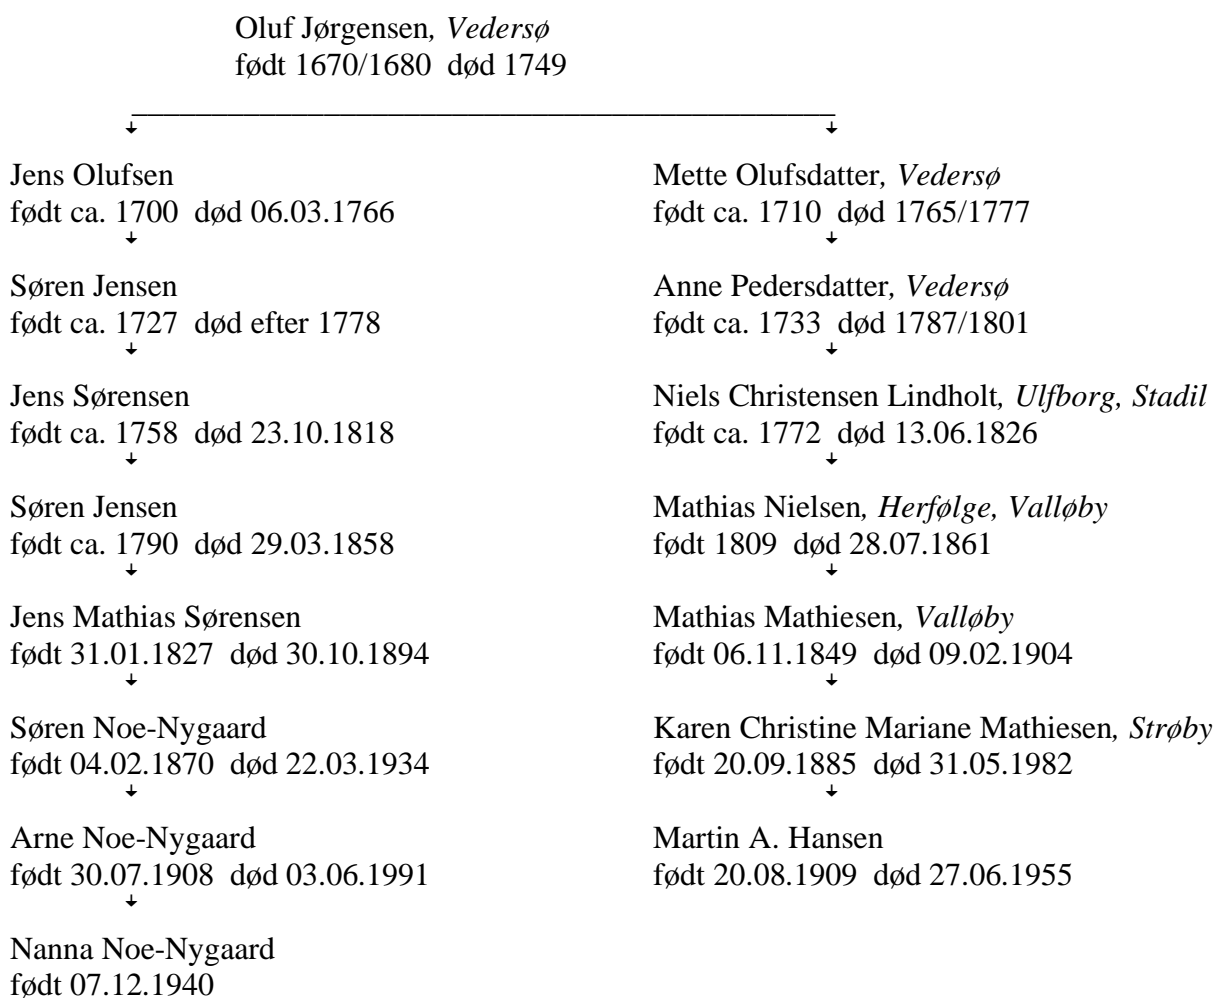 Oluf Jørgensen, Vedersø
født 1670/1680 død 1749
Jens Olufsen
født ca. 1700 død 06.03.1766
Søren Jensen
født ca. 1727 død efter 1778
Jens Sørensen
født ca. 1758 død 23.10.1818
Søren Jensen
født ca. 1790 død 29.03.1858
Jens Mathias Sørensen
født 31.01.1827 død 30.10.1894
Søren Noe-Nygaard
født 04.02.1870 død 22.03.1934
Arne Noe-Nygaard
født 30.07.1908 død 03.06.1991
Nanna Noe-Nygaard
født 07.12.1940
Mette Olufsdatter, Vedersø
født ca. 1710 død 1765/1777
Anne Pedersdatter, Vedersø
født ca. 1733 død 1787/1801
Niels Christensen Lindholt, Ulfborg, Stadil
født ca. 1772 død 13.06.1826
Mathias Nielsen, Herfølge, Valløby
født 1809 død 28.07.1861
Mathias Mathiesen, Valløby
født 06.11.1849 død 09.02.1904
Karen Christine Mariane Mathiesen, Strøby
født 20.09.1885 død 31.05.1982
Martin A. Hansen
født 20.08.1909 død 27.06.1955